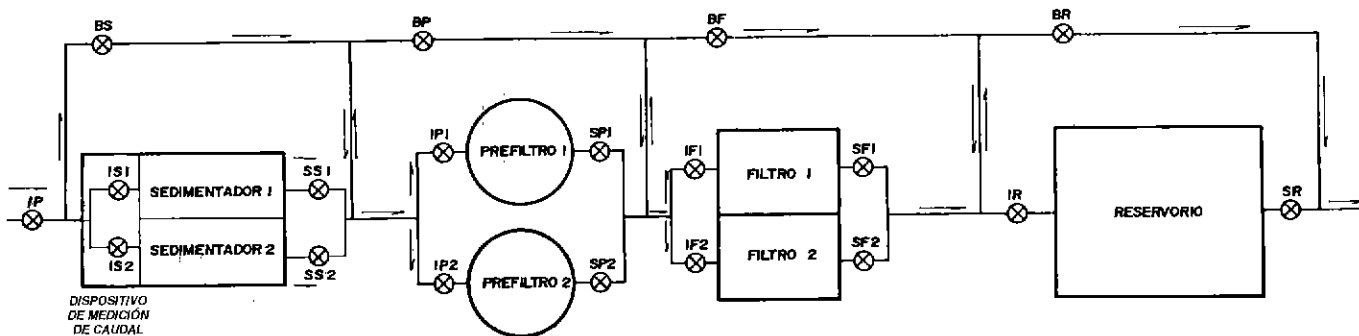 BS
BP
BF
BR
IP
IS1
IS2
SEDIMENTADOR 1
SEDIMENTADOR 2
SS1
SS2
DISPOSITIVO
DE MEDICIÓN
DE CAUDAL
IP1
IP2
PREFILTRO 1
PREFILTRO 2
SP1
SP2
IF1
IF2
FILTRO 1
FILTRO 2
SF1
SF2
IR
RESERVORIO
SR